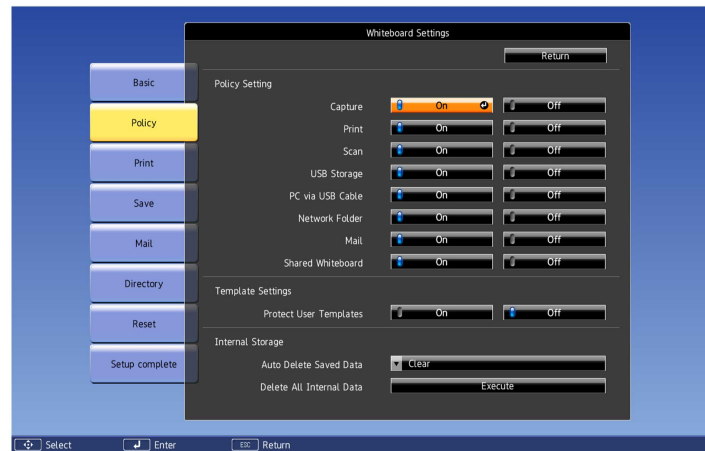 Whiteboard Settings
Return
Basic
Policy
Print
Save
Mail
Directory
Reset
Setup complete
Policy Setting
Capture On Off
Print On Off
Scan On Off
USB Storage On Off
PC via USB Cable On Off
Network Folder On Off
Mail On Off
Shared Whiteboard On Off
Template Settings
Protect User Templates On Off
Internal Storage
Auto Delete Saved Data Clear
Delete All Internal Data Execute
Select Enter ESC Return